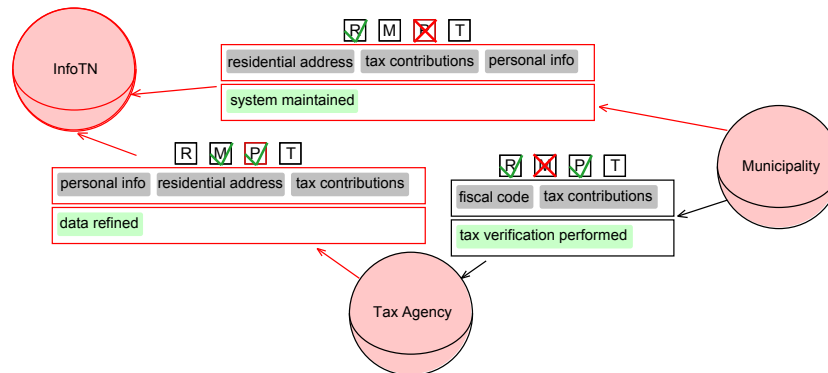 R M P T
InfoTN
residential address tax contributions personal info
system maintained
R M P T
personal info residential address tax contributions
data refined
R M P T
Municipality
fiscal code tax contributions
tax verification performed
Tax Agency